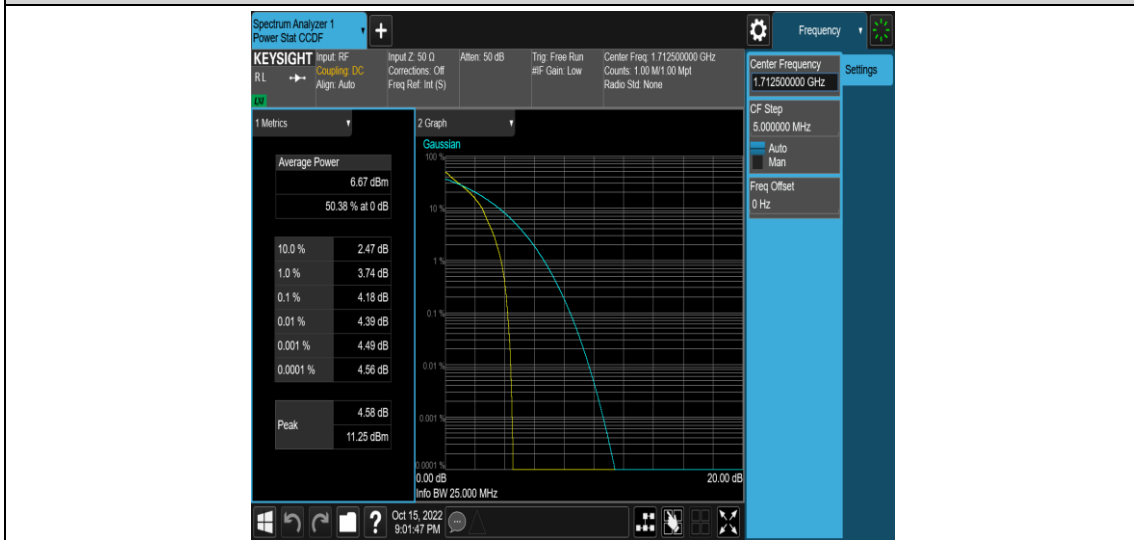 Spectrum Analyzer 1
Power Stat CCDF
Frequency
KEYSIGHT
RL
LXI
Input: RF
Coupling: DC
Align: Auto
Input Z: 50 Ω
Corrections: Off
Freq Ref: Int (S)
Atten: 50 dB
Trig: Free Run
#IF Gain: Low
Center Freq: 1.712500000 GHz
Counts: 1.00 M/1.00 Mpt
Radio Std: None
Center Frequency
1.712500000 GHz
Settings
CF Step
5.000000 MHz
Auto
Man
Freq Offset
0 Hz
1 Metrics
Average Power
6.67 dBm
50.38 % at 0 dB
10.0 % 2.47 dB
1.0 % 3.74 dB
0.1 % 4.18 dB
0.01 % 4.39 dB
0.001 % 4.49 dB
0.0001 % 4.56 dB
Peak
4.58 dB
11.25 dBm
2 Graph
Gaussian
100 %
10 %
1 %
0.1 %
0.01 %
0.001 %
0.0001 %
0.00 dB 20.00 dB
Info BW 25.000 MHz
Oct 15, 2022
9:01:47 PM